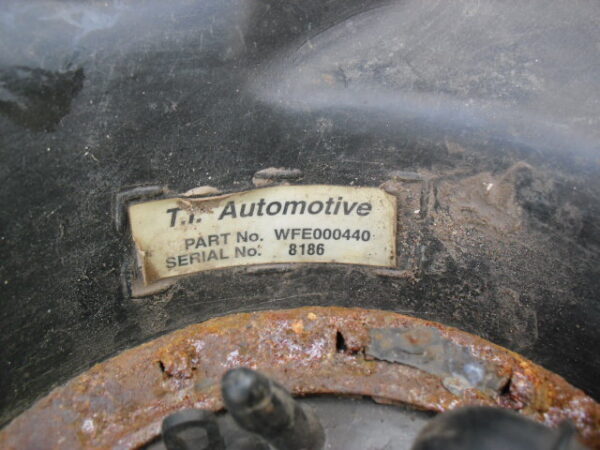 T.I. Automotive
PART No. WFE000440
SERIAL No. 8186